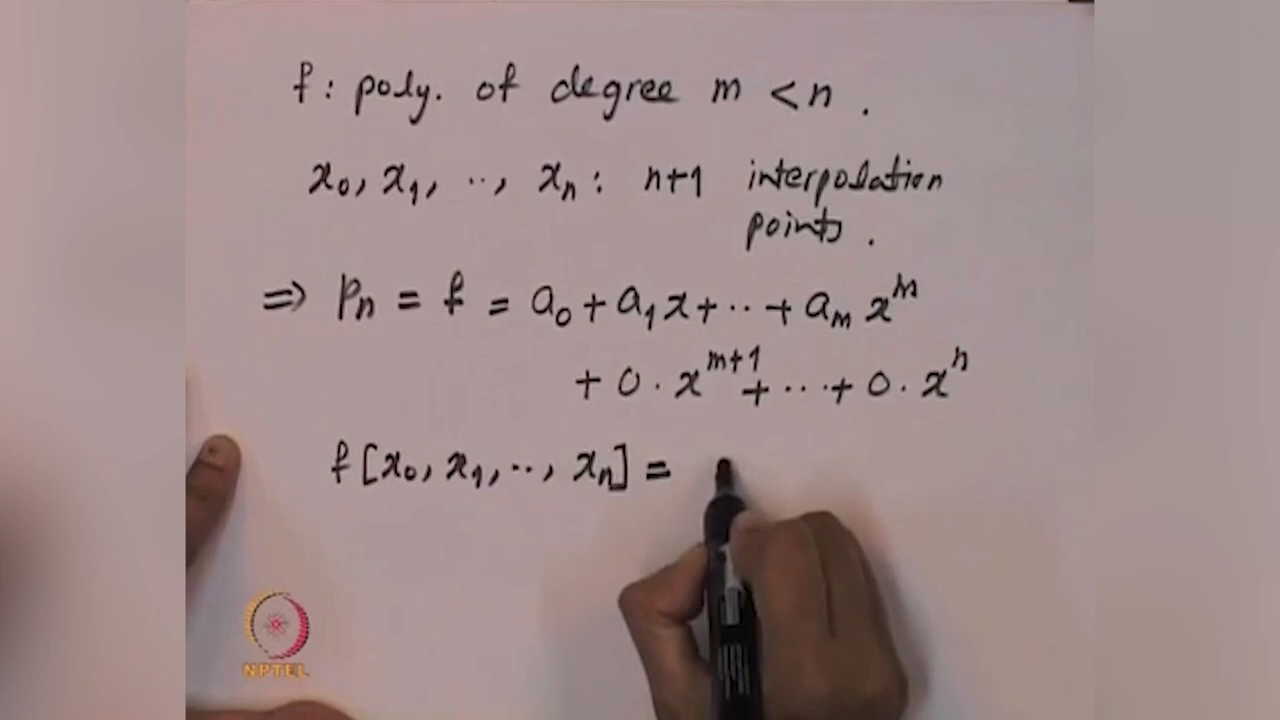 f : poly. of degree m < n .
x₀, x₁, .., xₙ : n+1 interpolation
points .
⇒ pₙ = f = a₀ + a₁x + ·· + aₘ xᵐ
+ 0 · xᵐ⁺¹ + ··· + 0 · xⁿ
f [x₀, x₁, ··, xₙ] =
NPTEL